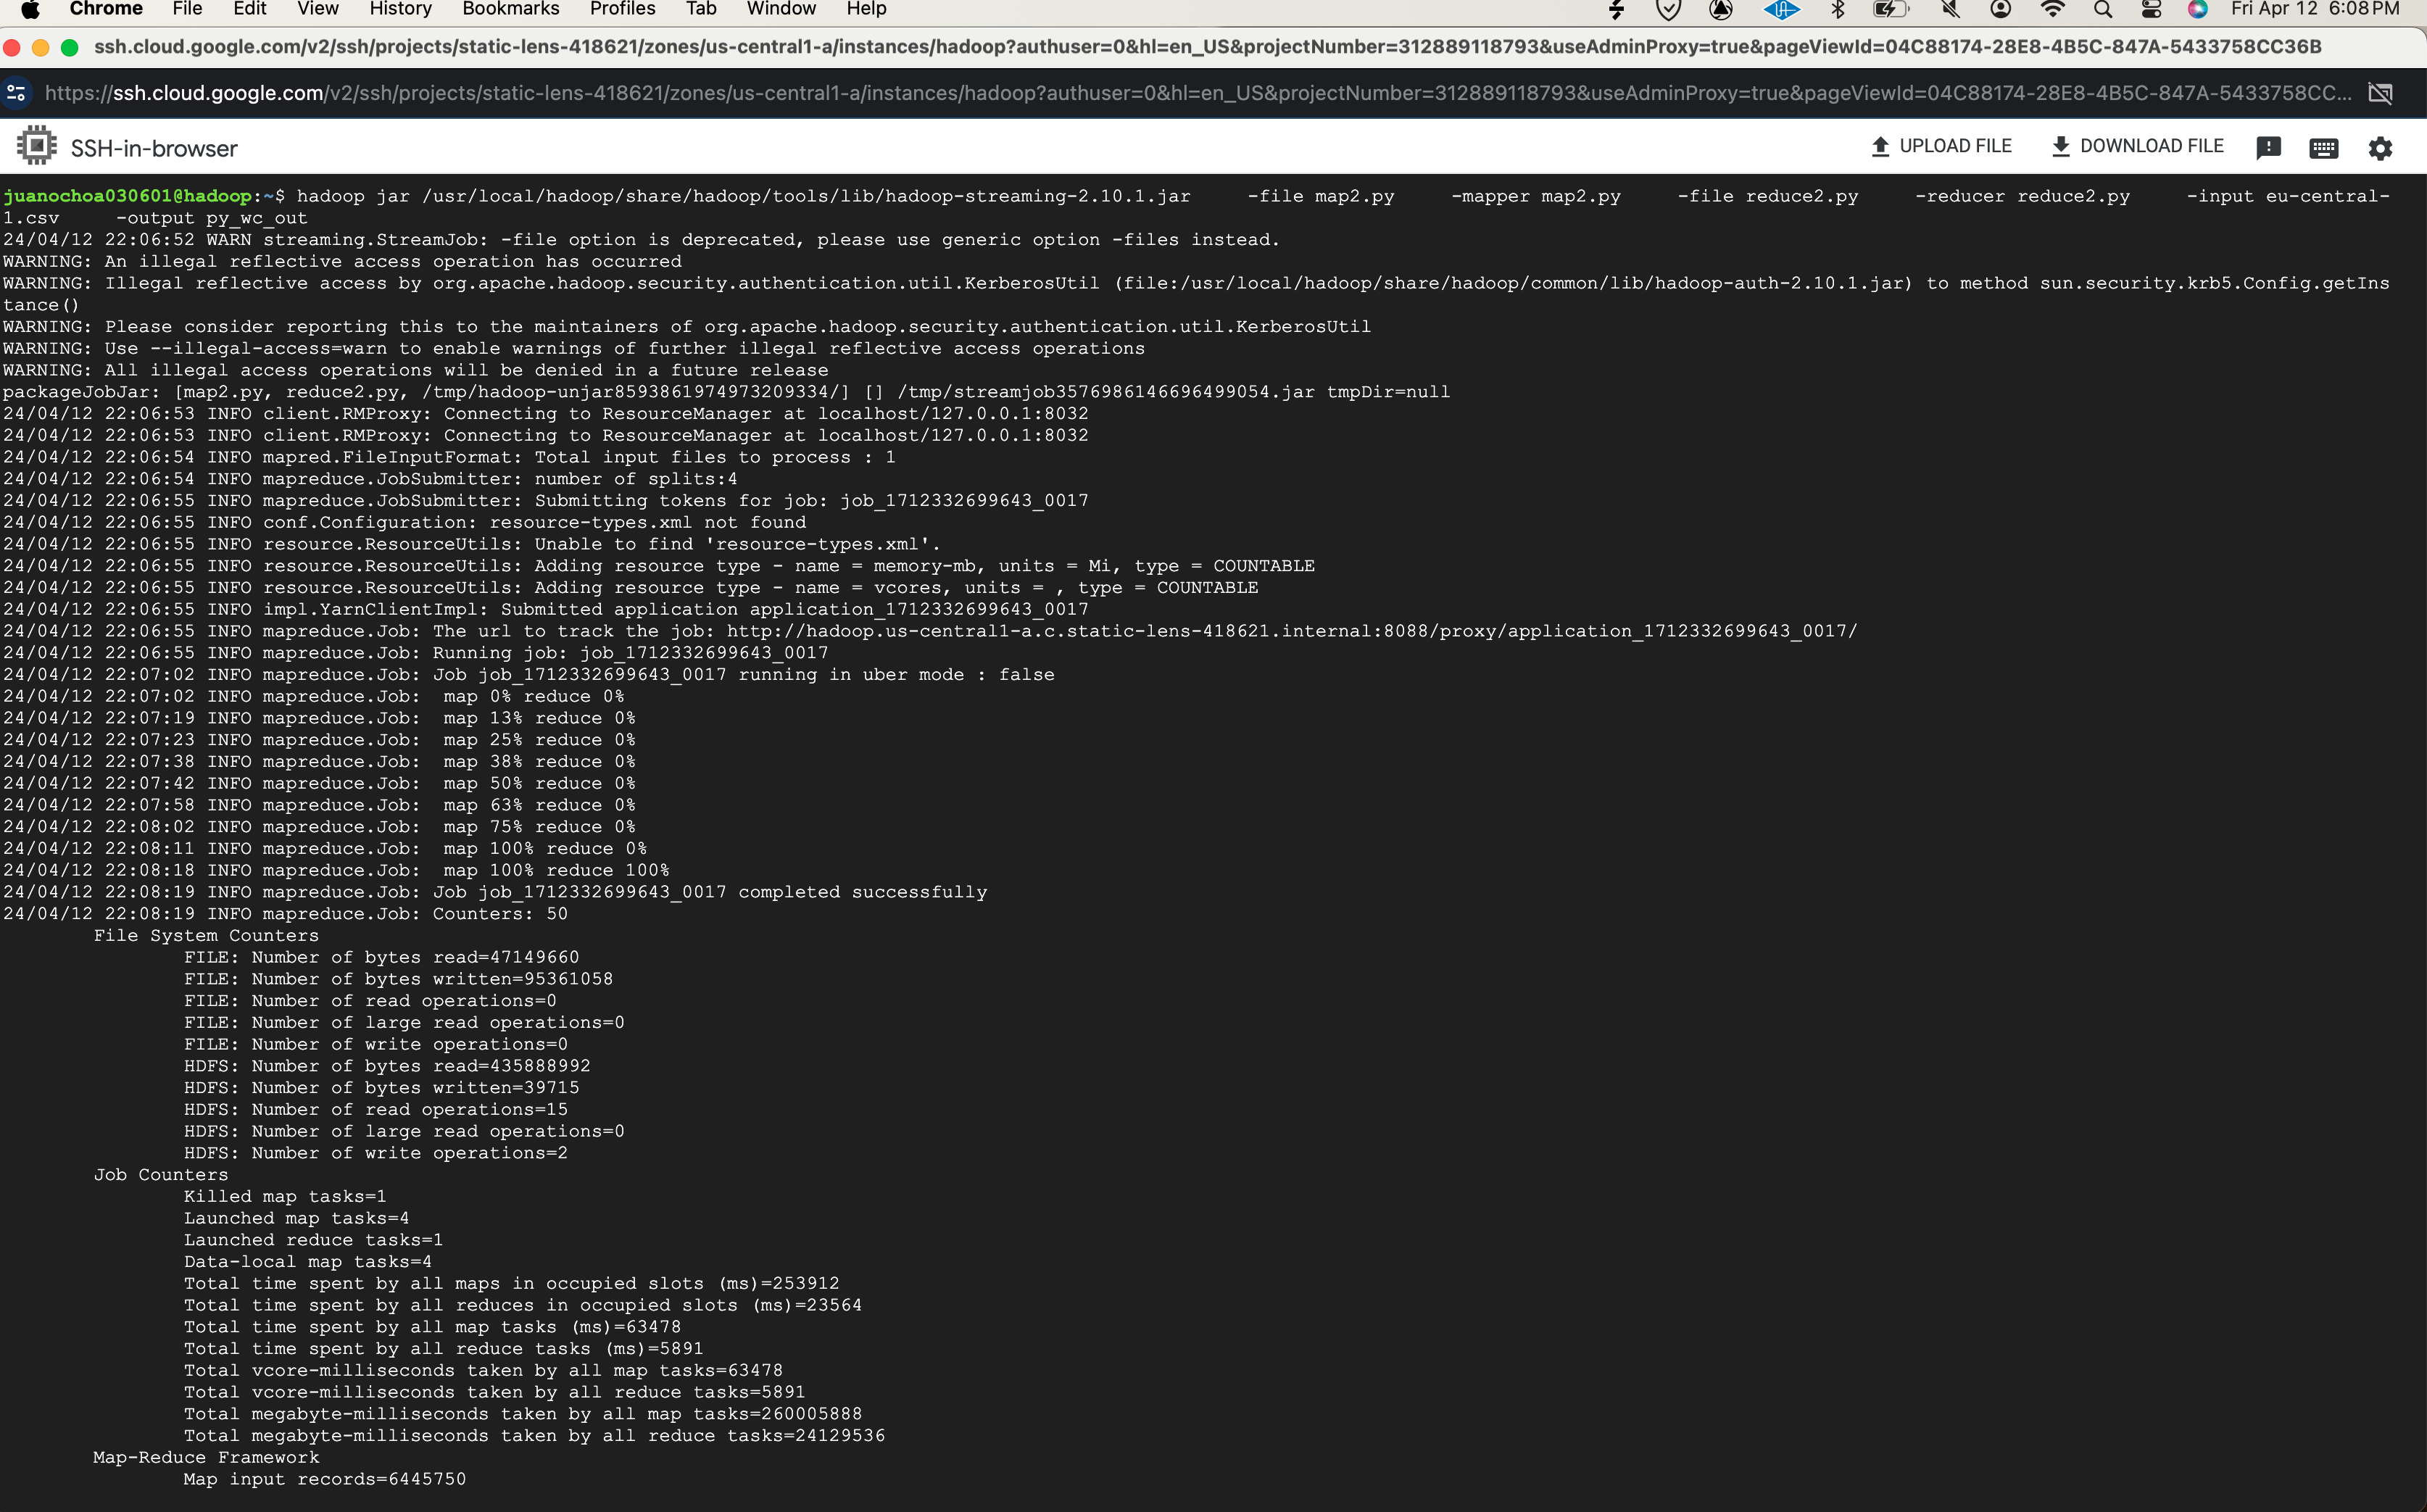 Chrome File Edit View History Bookmarks Profiles Tab Window Help Fri Apr 12 6:08 PM
ssh.cloud.google.com/v2/ssh/projects/static-lens-418621/zones/us-central1-a/instances/hadoop?authuser=0&hl=en_US&projectNumber=312889118793&useAdminProxy=true&pageViewId=04C88174-28E8-4B5C-847A-5433758CC36B
https://ssh.cloud.google.com/v2/ssh/projects/static-lens-418621/zones/us-central1-a/instances/hadoop?authuser=0&hl=en_US&projectNumber=312889118793&useAdminProxy=true&pageViewId=04C88174-28E8-4B5C-847A-5433758CC...
SSH-in-browser UPLOAD FILE DOWNLOAD FILE
juanochoa030601@hadoop:~$ hadoop jar /usr/local/hadoop/share/hadoop/tools/lib/hadoop-streaming-2.10.1.jar -file map2.py -mapper map2.py -file reduce2.py -reducer reduce2.py -input eu-central-
1.csv -output py_wc_out
24/04/12 22:06:52 WARN streaming.StreamJob: -file option is deprecated, please use generic option -files instead.
WARNING: An illegal reflective access operation has occurred
WARNING: Illegal reflective access by org.apache.hadoop.security.authentication.util.KerberosUtil (file:/usr/local/hadoop/share/hadoop/common/lib/hadoop-auth-2.10.1.jar) to method sun.security.krb5.Config.getIns
tance()
WARNING: Please consider reporting this to the maintainers of org.apache.hadoop.security.authentication.util.KerberosUtil
WARNING: Use --illegal-access=warn to enable warnings of further illegal reflective access operations
WARNING: All illegal access operations will be denied in a future release
packageJobJar: [map2.py, reduce2.py, /tmp/hadoop-unjar8593861974973209334/] [] /tmp/streamjob3576986146696499054.jar tmpDir=null
24/04/12 22:06:53 INFO client.RMProxy: Connecting to ResourceManager at localhost/127.0.0.1:8032
24/04/12 22:06:53 INFO client.RMProxy: Connecting to ResourceManager at localhost/127.0.0.1:8032
24/04/12 22:06:54 INFO mapred.FileInputFormat: Total input files to process : 1
24/04/12 22:06:54 INFO mapreduce.JobSubmitter: number of splits:4
24/04/12 22:06:55 INFO mapreduce.JobSubmitter: Submitting tokens for job: job_1712332699643_0017
24/04/12 22:06:55 INFO conf.Configuration: resource-types.xml not found
24/04/12 22:06:55 INFO resource.ResourceUtils: Unable to find 'resource-types.xml'.
24/04/12 22:06:55 INFO resource.ResourceUtils: Adding resource type - name = memory-mb, units = Mi, type = COUNTABLE
24/04/12 22:06:55 INFO resource.ResourceUtils: Adding resource type - name = vcores, units = , type = COUNTABLE
24/04/12 22:06:55 INFO impl.YarnClientImpl: Submitted application application_1712332699643_0017
24/04/12 22:06:55 INFO mapreduce.Job: The url to track the job: http://hadoop.us-central1-a.c.static-lens-418621.internal:8088/proxy/application_1712332699643_0017/
24/04/12 22:06:55 INFO mapreduce.Job: Running job: job_1712332699643_0017
24/04/12 22:07:02 INFO mapreduce.Job: Job job_1712332699643_0017 running in uber mode : false
24/04/12 22:07:02 INFO mapreduce.Job: map 0% reduce 0%
24/04/12 22:07:19 INFO mapreduce.Job: map 13% reduce 0%
24/04/12 22:07:23 INFO mapreduce.Job: map 25% reduce 0%
24/04/12 22:07:38 INFO mapreduce.Job: map 38% reduce 0%
24/04/12 22:07:42 INFO mapreduce.Job: map 50% reduce 0%
24/04/12 22:07:58 INFO mapreduce.Job: map 63% reduce 0%
24/04/12 22:08:02 INFO mapreduce.Job: map 75% reduce 0%
24/04/12 22:08:11 INFO mapreduce.Job: map 100% reduce 0%
24/04/12 22:08:18 INFO mapreduce.Job: map 100% reduce 100%
24/04/12 22:08:19 INFO mapreduce.Job: Job job_1712332699643_0017 completed successfully
24/04/12 22:08:19 INFO mapreduce.Job: Counters: 50
File System Counters
FILE: Number of bytes read=47149660
FILE: Number of bytes written=95361058
FILE: Number of read operations=0
FILE: Number of large read operations=0
FILE: Number of write operations=0
HDFS: Number of bytes read=435888992
HDFS: Number of bytes written=39715
HDFS: Number of read operations=15
HDFS: Number of large read operations=0
HDFS: Number of write operations=2
Job Counters
Killed map tasks=1
Launched map tasks=4
Launched reduce tasks=1
Data-local map tasks=4
Total time spent by all maps in occupied slots (ms)=253912
Total time spent by all reduces in occupied slots (ms)=23564
Total time spent by all map tasks (ms)=63478
Total time spent by all reduce tasks (ms)=5891
Total vcore-milliseconds taken by all map tasks=63478
Total vcore-milliseconds taken by all reduce tasks=5891
Total megabyte-milliseconds taken by all map tasks=260005888
Total megabyte-milliseconds taken by all reduce tasks=24129536
Map-Reduce Framework
Map input records=6445750